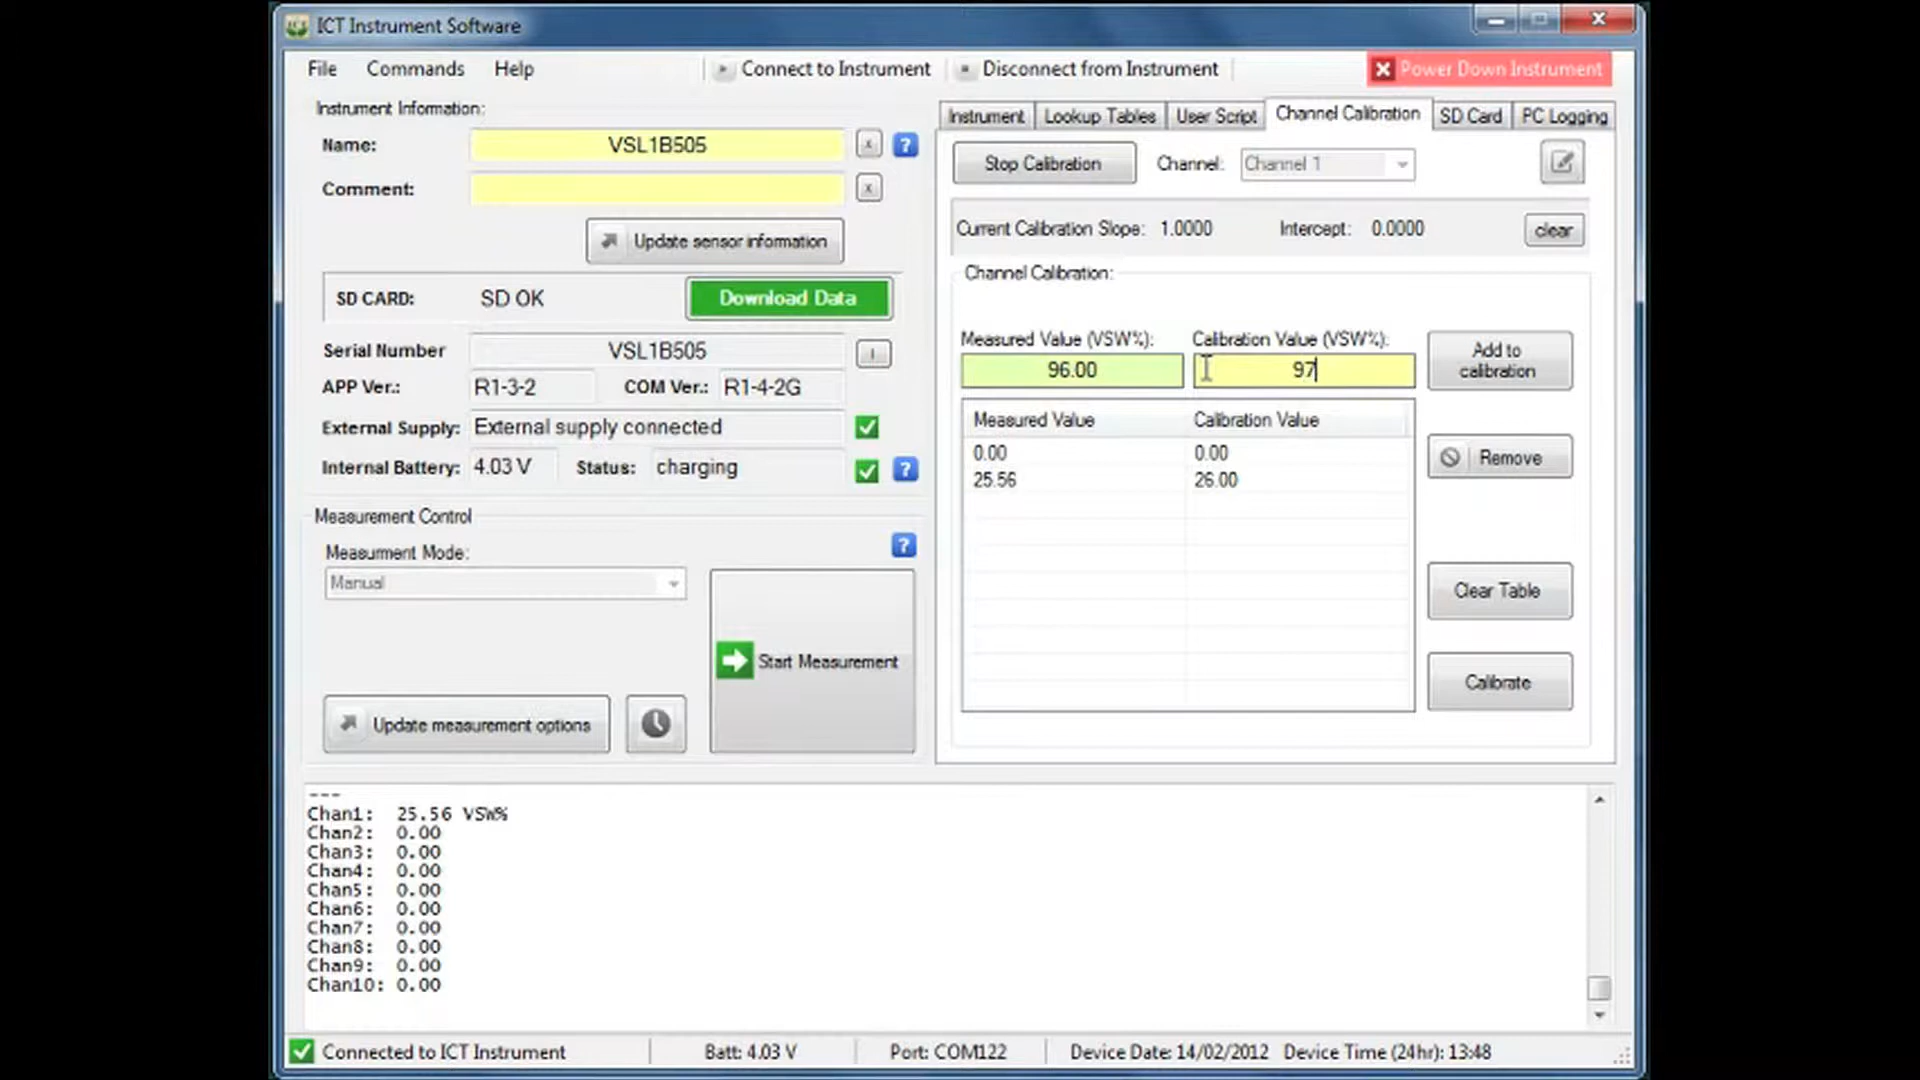 ICT Instrument Software
File Commands Help Connect to Instrument Disconnect from Instrument Power Down Instrument
Instrument Information:
Name: VSL1B505 x ?
Comment: x
Update sensor information
SD CARD: SD OK Download Data
Serial Number VSL1B505 I
APP Ver.: R1-3-2 COM Ver.: R1-4-2G
External Supply: External supply connected
Internal Battery: 4.03 V Status: charging ?
Measurement Control
?
Measurment Mode:
Manual
Start Measurement
Update measurement options
Instrument Lookup Tables User Script Channel Calibration SD Card PC Logging
Stop Calibration Channel: Channel 1
Current Calibration Slope: 1.0000 Intercept: 0.0000 clear
Channel Calibration:
Measured Value (VSW%): Calibration Value (VSW%):
96.00 97
Add to
calibration
Measured Value Calibration Value
0.00 0.00
25.56 26.00
Remove
Clear Table
Calibrate
---
Chan1: 25.56 VSW%
Chan2: 0.00
Chan3: 0.00
Chan4: 0.00
Chan5: 0.00
Chan6: 0.00
Chan7: 0.00
Chan8: 0.00
Chan9: 0.00
Chan10: 0.00
Connected to ICT Instrument Batt: 4.03 V Port: COM122 Device Date: 14/02/2012 Device Time (24hr): 13:48